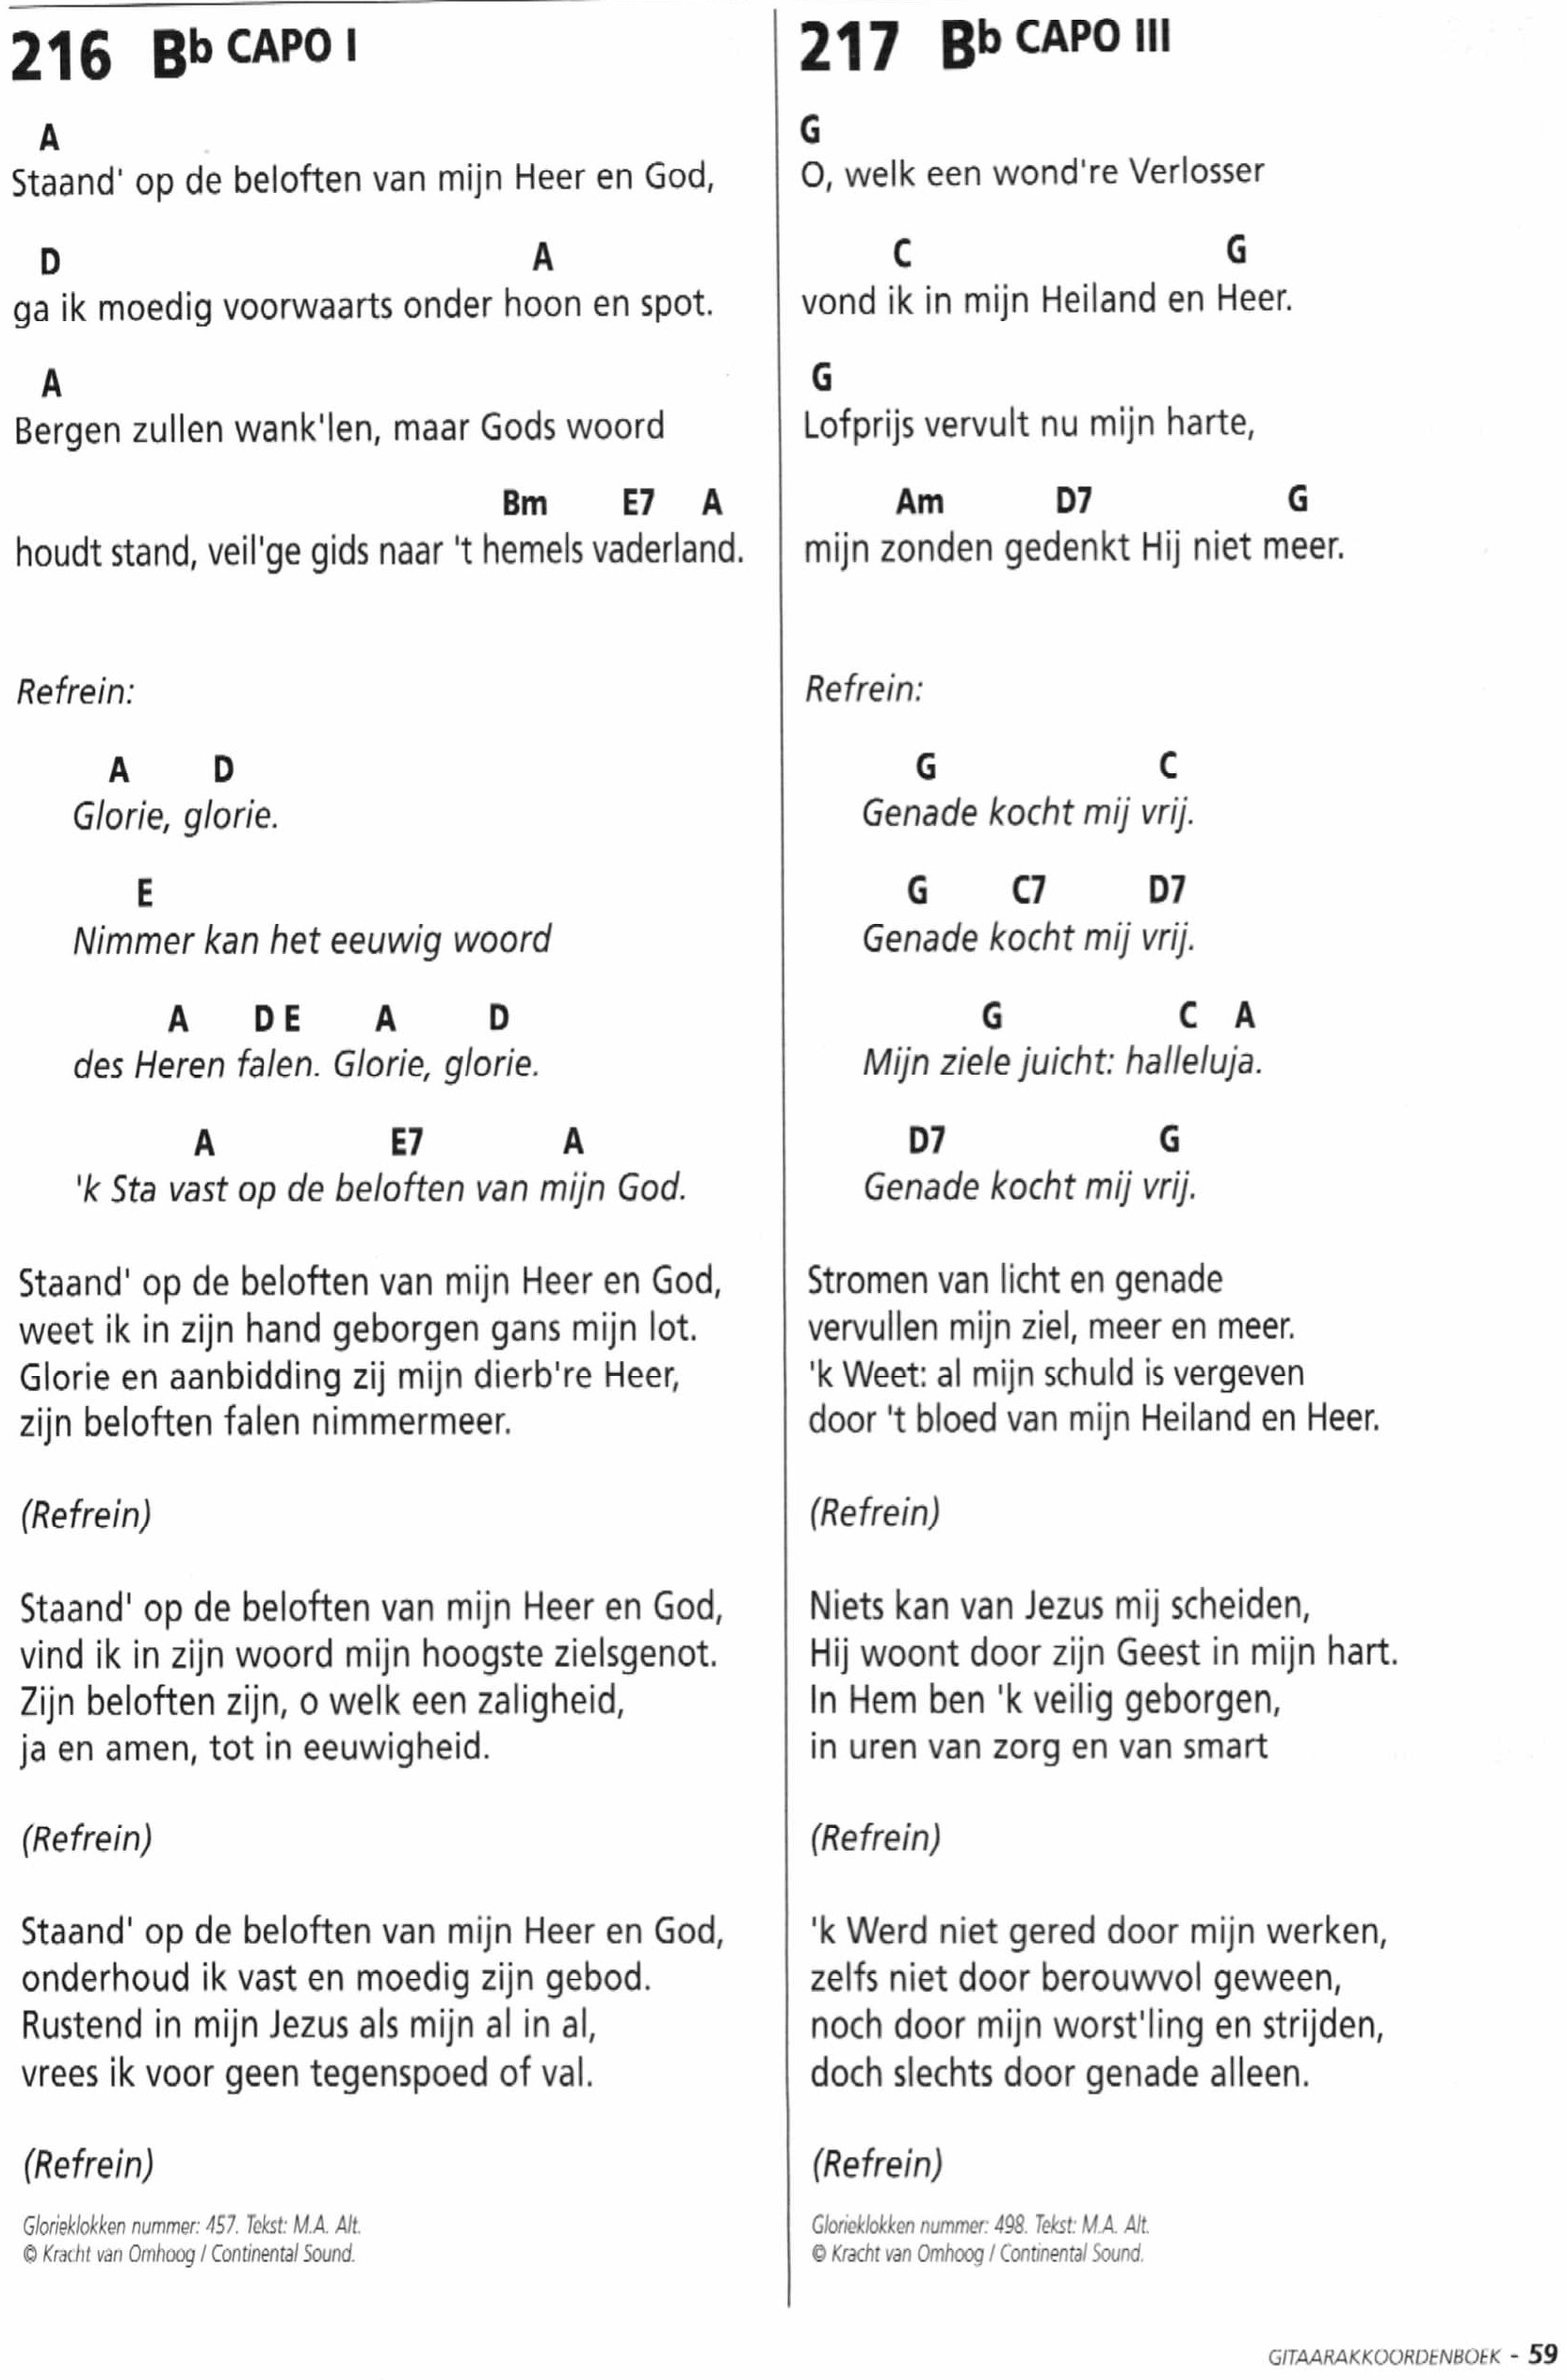 216 Bb CAPO I
A
Staand' op de beloften van mijn Heer en God,
D A
ga ik moedig voorwaarts onder hoon en spot.
A
Bergen zullen wank'len, maar Gods woord
Bm E7 A
houdt stand, veil'ge gids naar 't hemels vaderland.
Refrein:
A D
Glorie, glorie.
E
Nimmer kan het eeuwig woord
A D E A D
des Heren falen. Glorie, glorie.
A E7 A
'k Sta vast op de beloften van mijn God.
Staand' op de beloften van mijn Heer en God,
weet ik in zijn hand geborgen gans mijn lot.
Glorie en aanbidding zij mijn dierb're Heer,
zijn beloften falen nimmermeer.
(Refrein)
Staand' op de beloften van mijn Heer en God,
vind ik in zijn woord mijn hoogste zielsgenot.
Zijn beloften zijn, o welk een zaligheid,
ja en amen, tot in eeuwigheid.
(Refrein)
Staand' op de beloften van mijn Heer en God,
onderhoud ik vast en moedig zijn gebod.
Rustend in mijn Jezus als mijn al in al,
vrees ik voor geen tegenspoed of val.
(Refrein)
Glorieklokken nummer: 457. Tekst: M.A. Alt.
© Kracht van Omhoog / Continental Sound.
217 Bb CAPO III
G
O, welk een wond're Verlosser
C G
vond ik in mijn Heiland en Heer.
G
Lofprijs vervult nu mijn harte,
Am D7 G
mijn zonden gedenkt Hij niet meer.
Refrein:
G C
Genade kocht mij vrij.
G C7 D7
Genade kocht mij vrij.
G C A
Mijn ziele juicht: halleluja.
D7 G
Genade kocht mij vrij.
Stromen van licht en genade
vervullen mijn ziel, meer en meer.
'k Weet: al mijn schuld is vergeven
door 't bloed van mijn Heiland en Heer.
(Refrein)
Niets kan van Jezus mij scheiden,
Hij woont door zijn Geest in mijn hart.
In Hem ben 'k veilig geborgen,
in uren van zorg en van smart
(Refrein)
'k Werd niet gered door mijn werken,
zelfs niet door berouwvol geween,
noch door mijn worst'ling en strijden,
doch slechts door genade alleen.
(Refrein)
Glorieklokken nummer: 498. Tekst: M.A. Alt.
© Kracht van Omhoog / Continental Sound.
GITAARAKKOORDENBOEK - 59